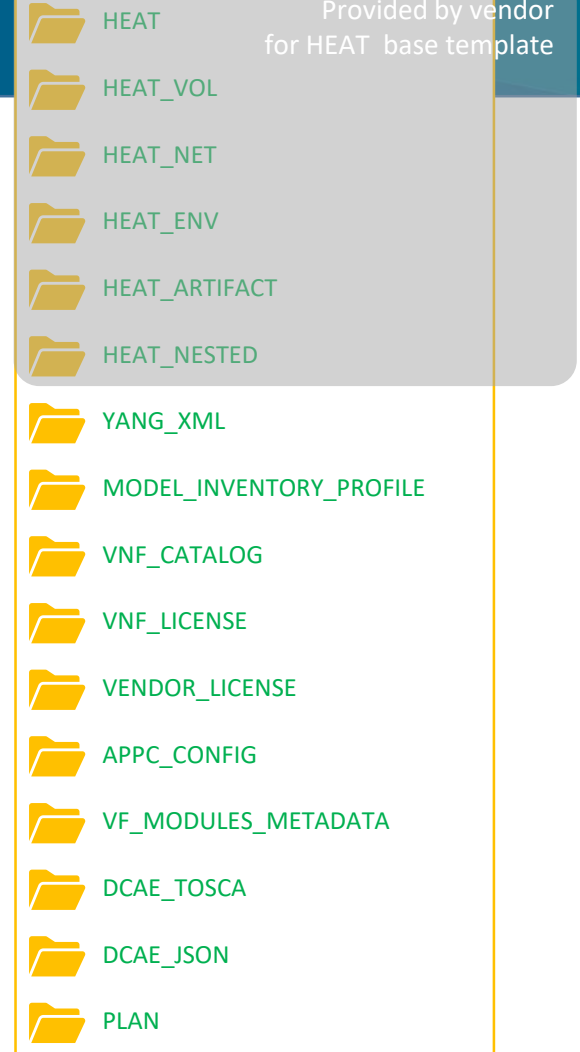 Provided by vendor
for HEAT base template
HEAT
HEAT_VOL
HEAT_NET
HEAT_ENV
HEAT_ARTIFACT
HEAT_NESTED
YANG_XML
MODEL_INVENTORY_PROFILE
VNF_CATALOG
VNF_LICENSE
VENDOR_LICENSE
APPC_CONFIG
VF_MODULES_METADATA
DCAE_TOSCA
DCAE_JSON
PLAN